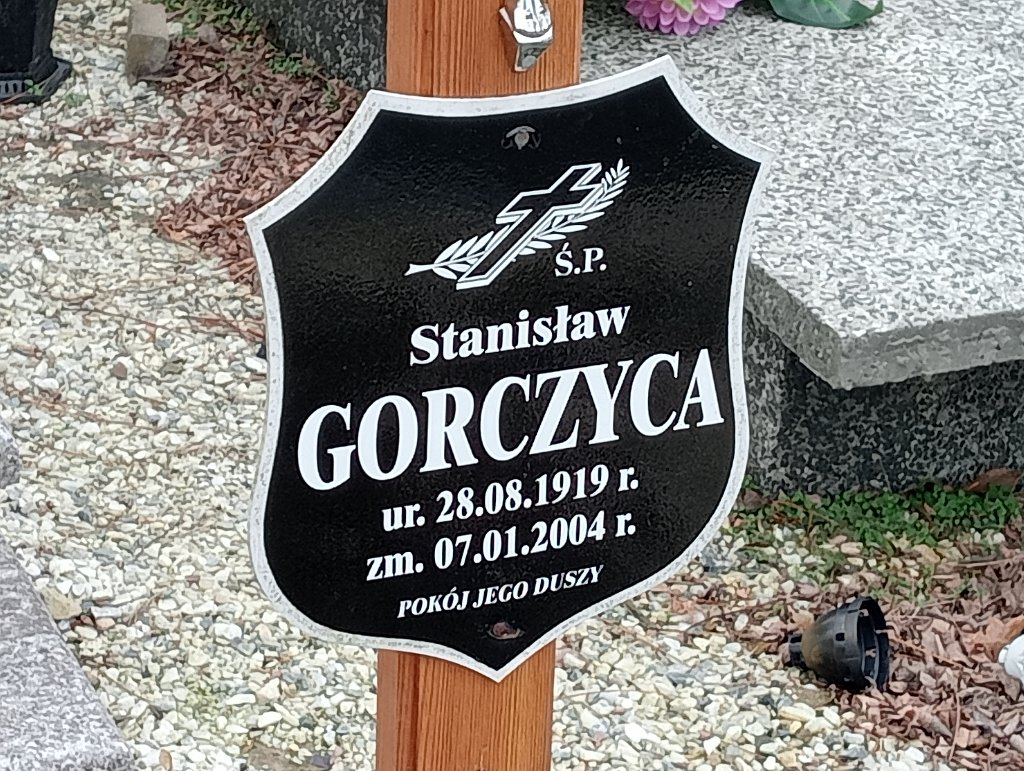 Ś.P.
Stanisław
GORCZYCA
ur. 28.08.1919 r.
zm. 07.01.2004 r.
POKÓJ JEGO DUSZY